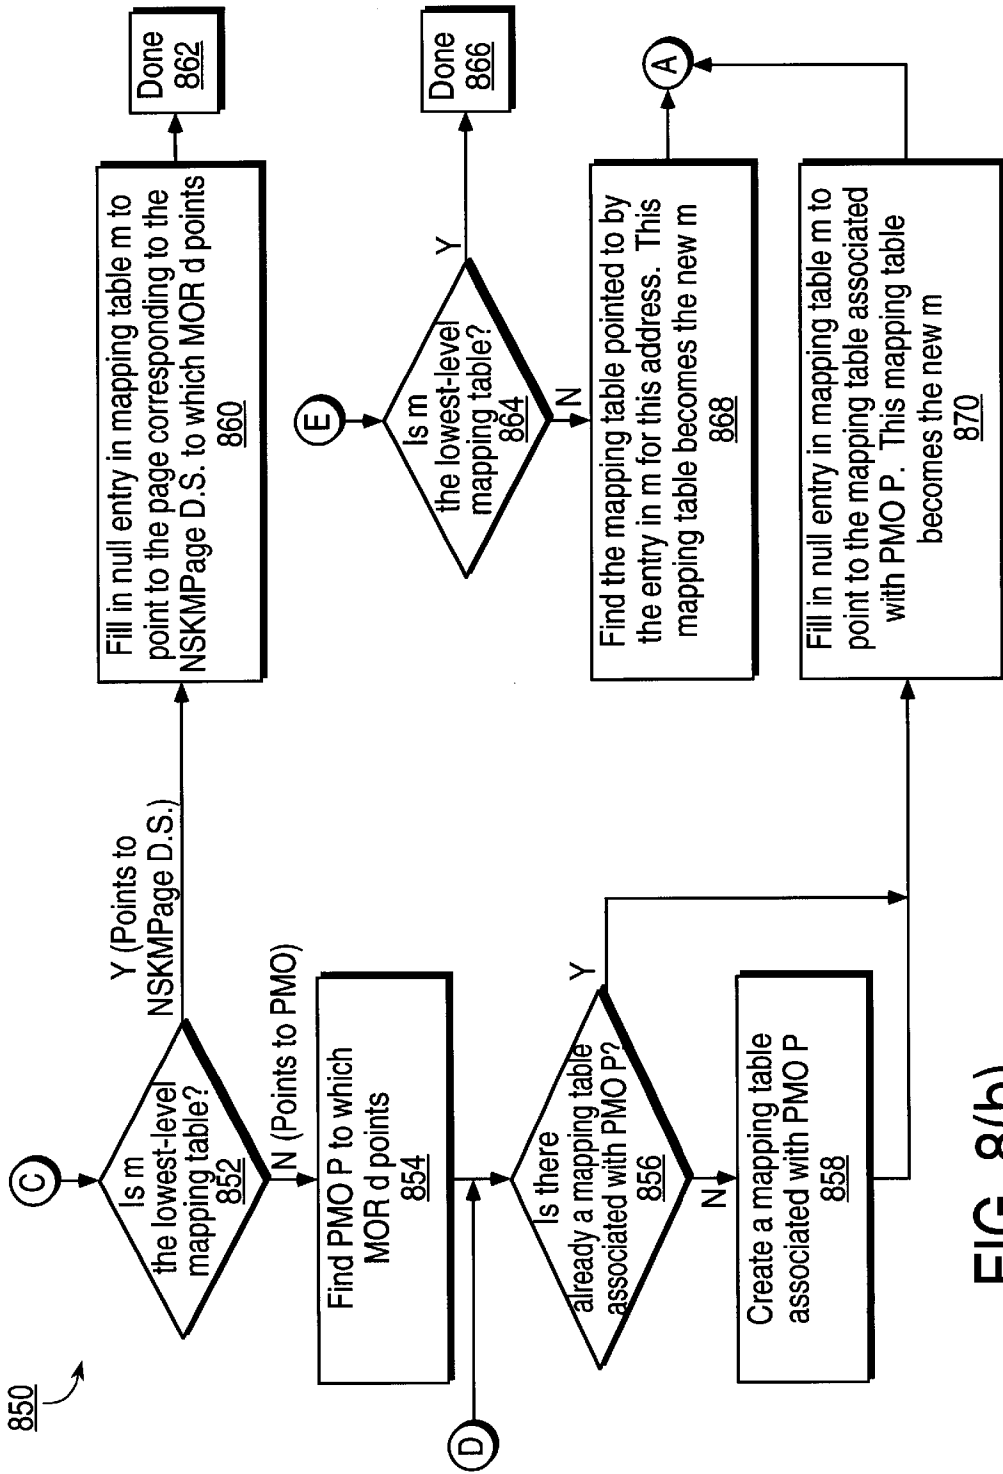 850
C
Is m
the lowest-level
mapping table?
852
Y (Points to
NSKMPage D.S.)
N (Points to PMO)
Fill in null entry in mapping table m to
point to the page corresponding to the
NSKMPage D.S. to which MOR d points
860
Done
862
Find PMO P to which
MOR d points
854
D
Is there
already a mapping table
associated with PMO P?
856
Y
N
Create a mapping table
associated with PMO P
858
E
Is m
the lowest-level
mapping table?
864
Y
Done
866
N
Find the mapping table pointed to by
the entry in m for this address. This
mapping table becomes the new m
868
A
Fill in null entry in mapping table m to
point to the mapping table associated
with PMO P. This mapping table
becomes the new m
870
FIG. 8(b)